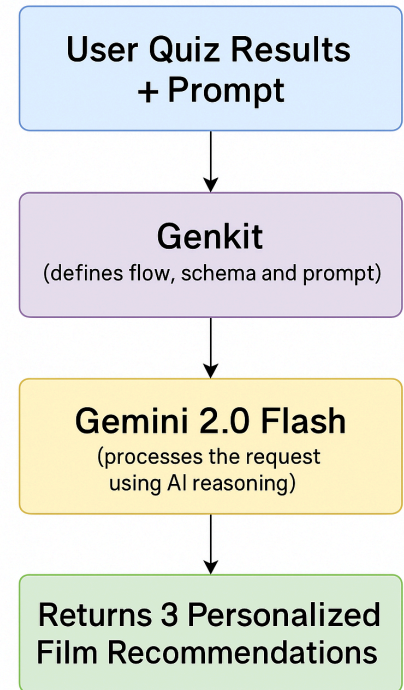 User Quiz Results
+ Prompt
Genkit
(defines flow, schema and prompt)
Gemini 2.0 Flash
(processes the request
using AI reasoning)
Returns 3 Personalized
Film Recommendations